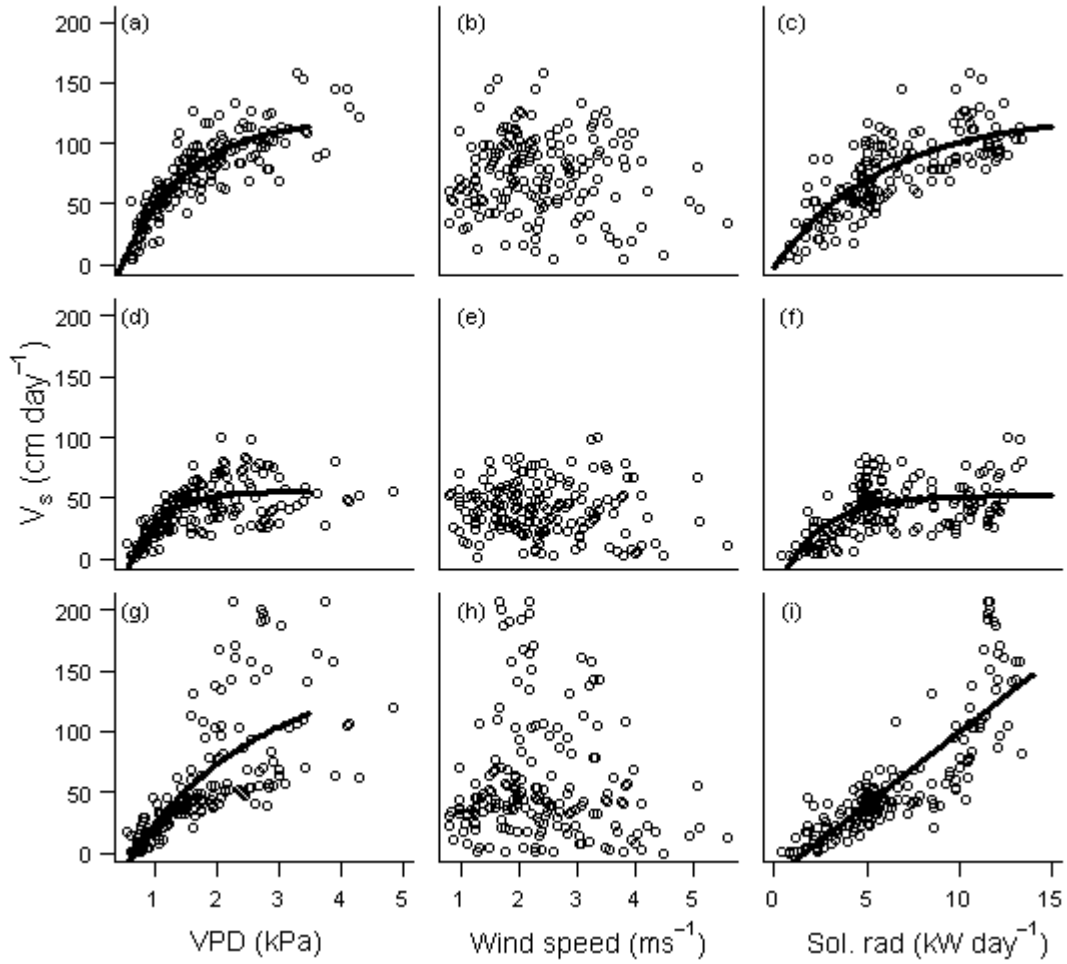 (a) (b) (c)
200
150
100
50
0
(d) (e) (f)
200
150
100
50
0
V_s (cm day⁻¹)
(g) (h) (i)
200
150
100
50
0
1 2 3 4 5 1 2 3 4 5 0 5 10 15
VPD (kPa) Wind speed (ms⁻¹) Sol. rad (kW day⁻¹)